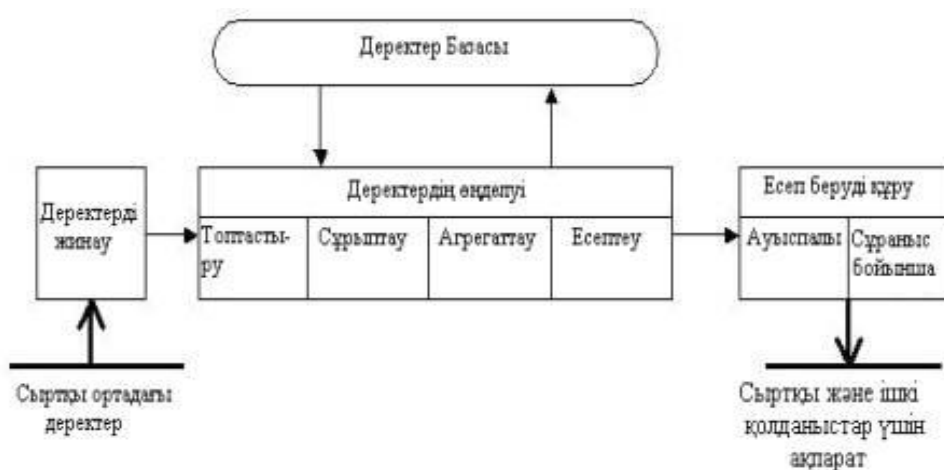 Деректер Базасы
Деректерді
жинау
Деректердің өңделуі
Топтасты-
ру
Сұрыптау
Агрегаттау
Есептеу
Есеп беруді құру
Ауыспалы
Сұраныс
бойынша
Сыртқы ортадағы
деректер
Сыртқы және ішкі
қолданыстар үшін
ақпарат